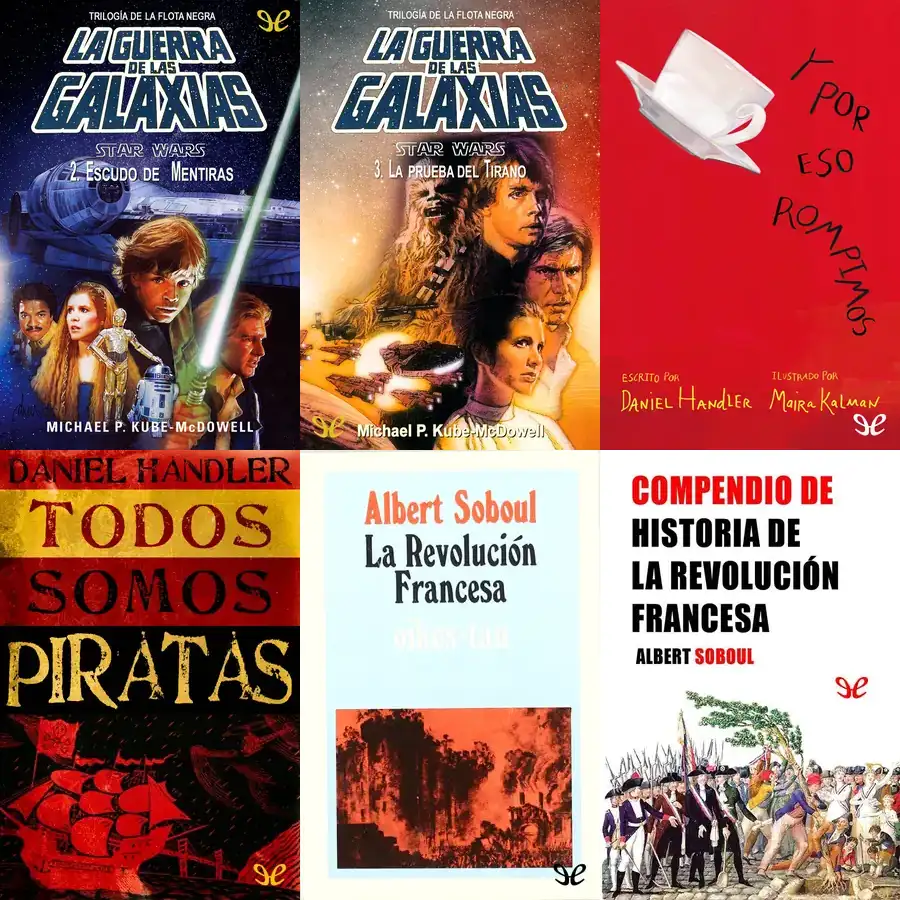 TRILOGÍA DE LA FLOTA NEGRA
LA GUERRA
DE LAS
GALAXIAS
STAR WARS
2. ESCUDO DE MENTIRAS
MICHAEL P. KUBE-MCDOWELL
TRILOGÍA DE LA FLOTA NEGRA
LA GUERRA
DE LAS
GALAXIAS
STAR WARS
3. LA PRUEBA DEL TIRANO
Michael P. Kube-McDowell
Y POR
ESO
ROMPIMOS
ESCRITO POR
DANIEL HANDLER
ILUSTRADO POR
Maira Kalman
DANIEL HANDLER
TODOS
SOMOS
PIRATAS
Albert Soboul
La Revolución
Francesa
oikos-tau
COMPENDIO DE
HISTORIA DE
LA REVOLUCIÓN
FRANCESA
ALBERT SOBOUL